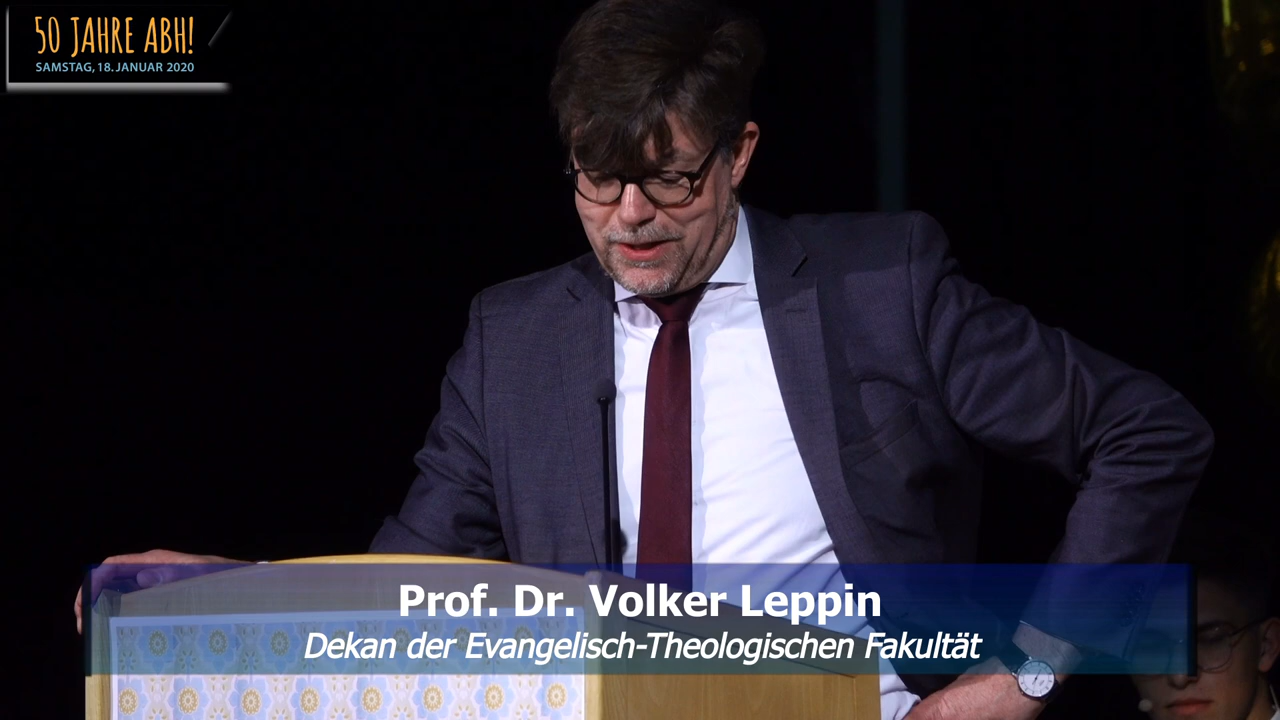 50 JAHRE ABH!
SAMSTAG, 18. JANUAR 2020
Prof. Dr. Volker Leppin
Dekan der Evangelisch-Theologischen Fakultät